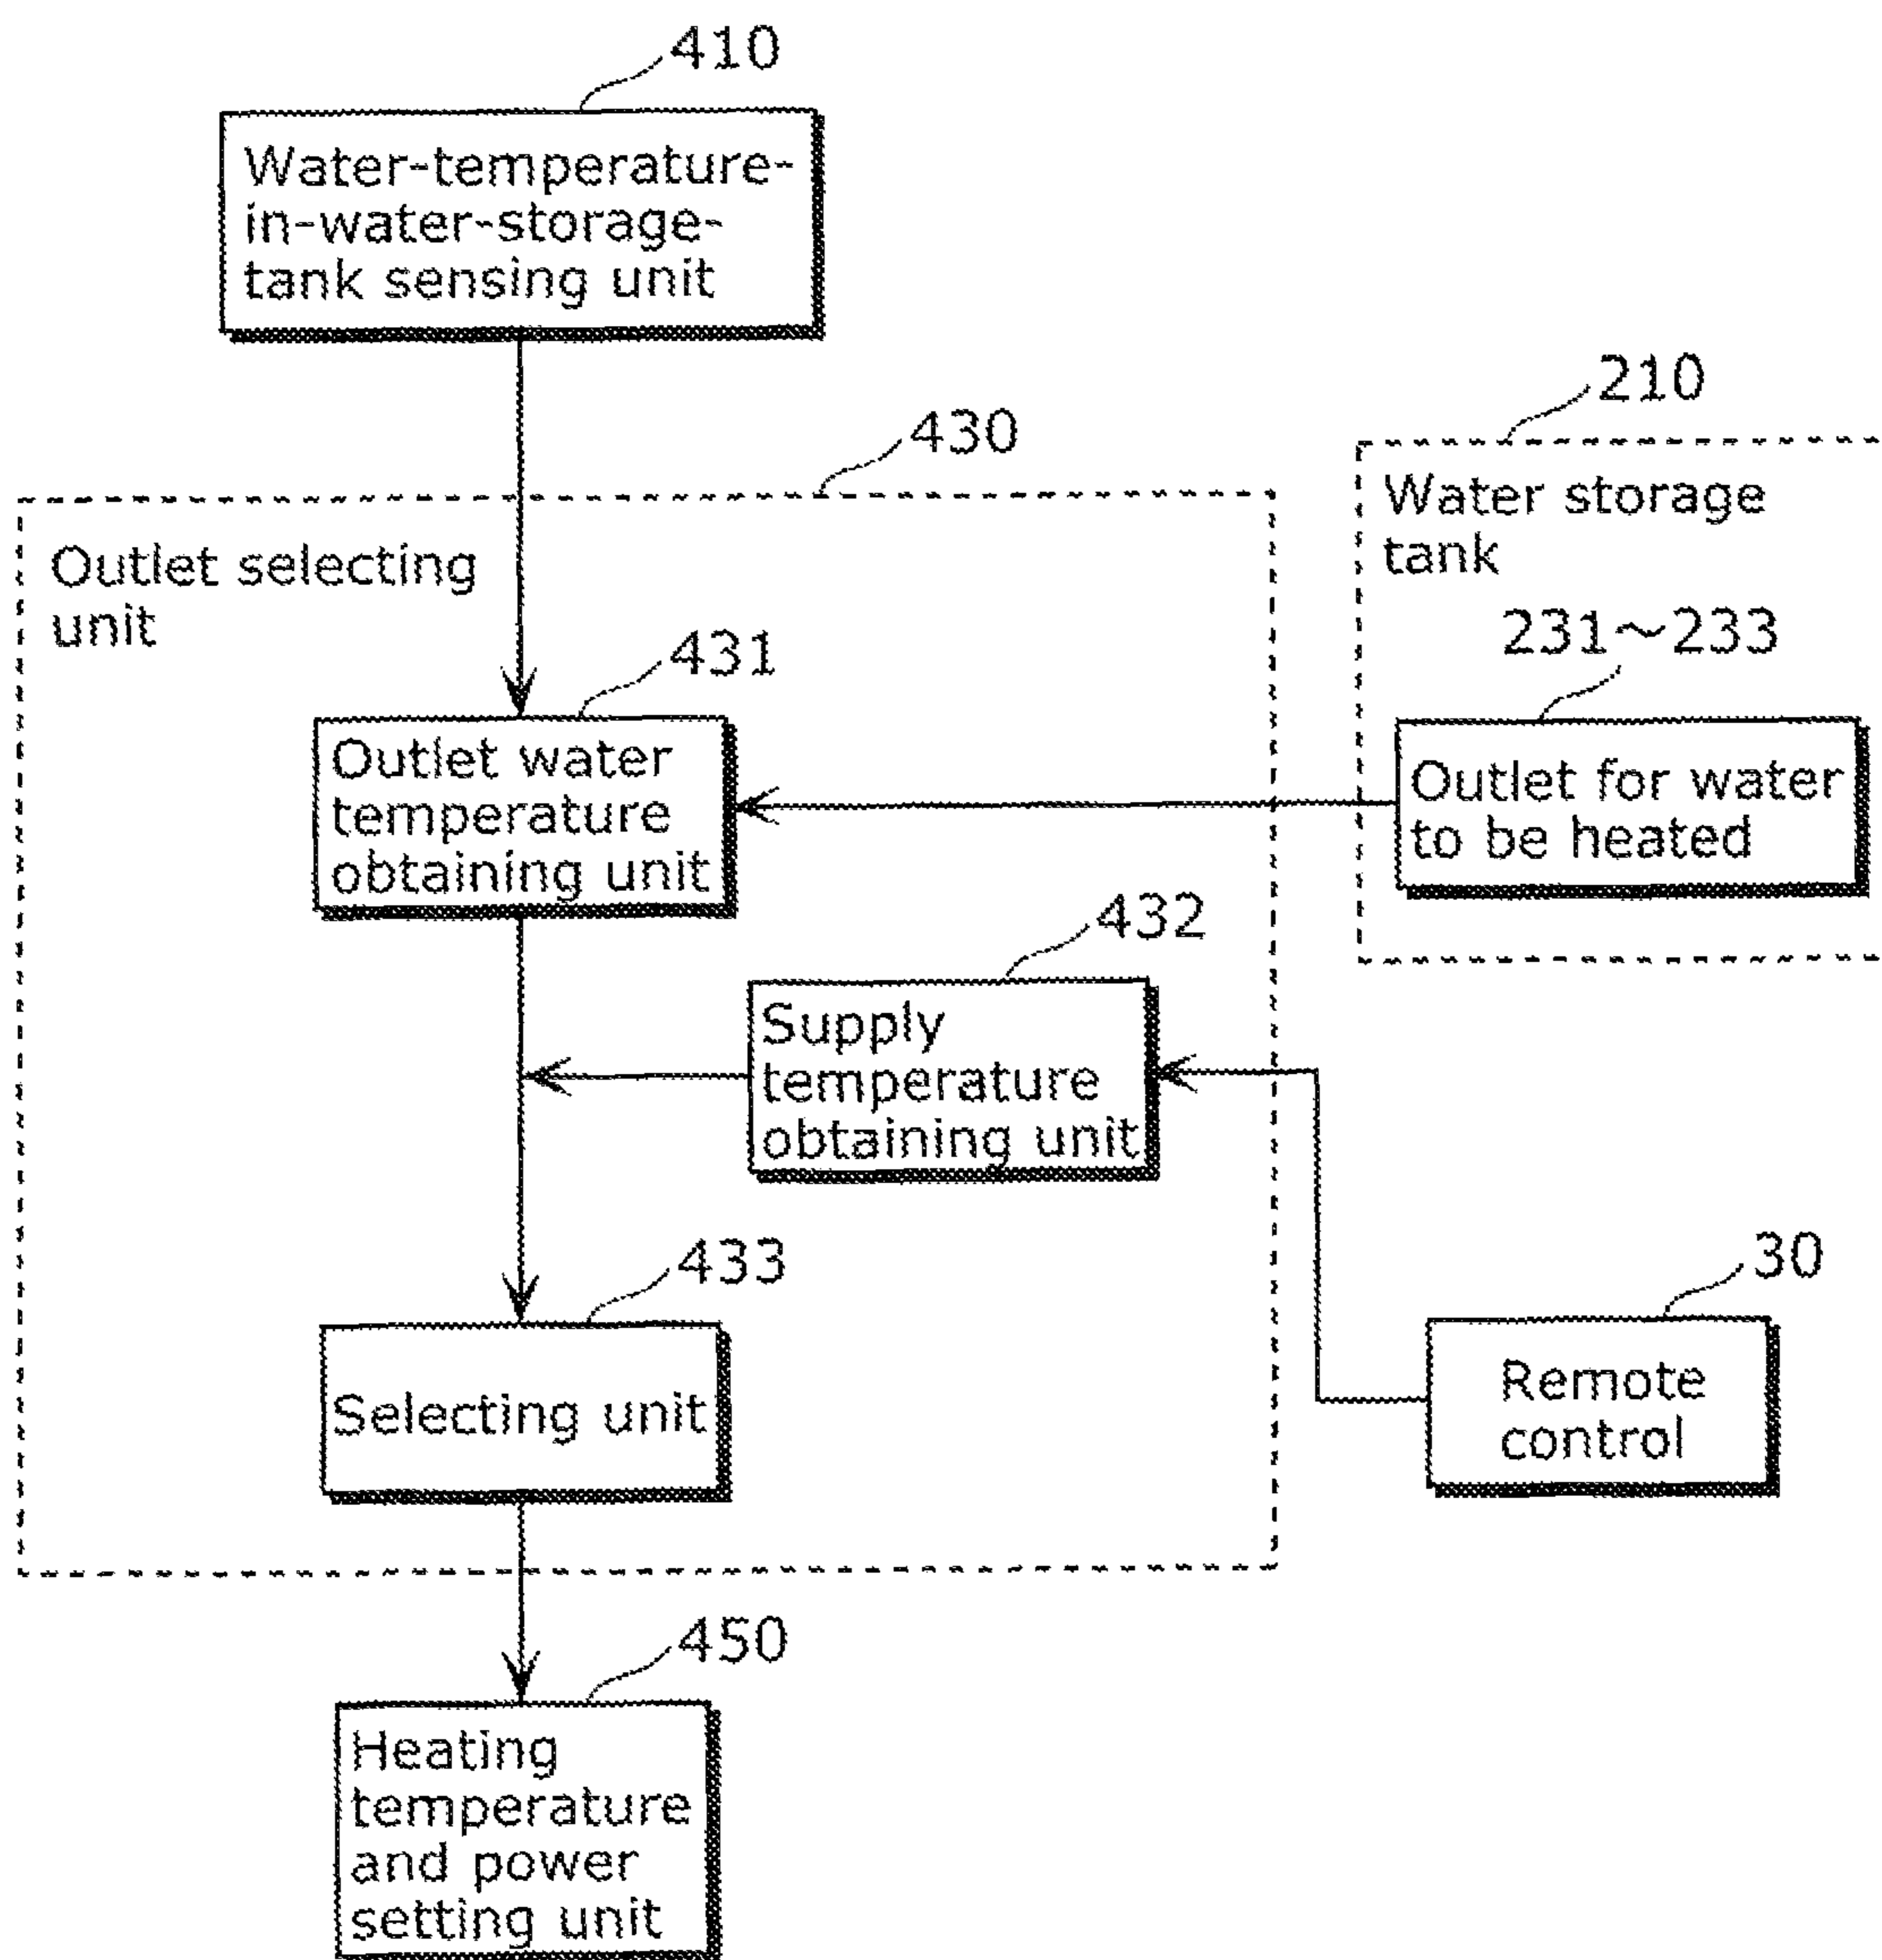 410
Water-temperature-
in-water-storage-
tank sensing unit
430
210
Water storage
tank
Outlet selecting
unit
431
231～233
Outlet water
temperature
obtaining unit
Outlet for water
to be heated
432
Supply
temperature
obtaining unit
433
30
Selecting unit
Remote
control
450
Heating
temperature
and power
setting unit